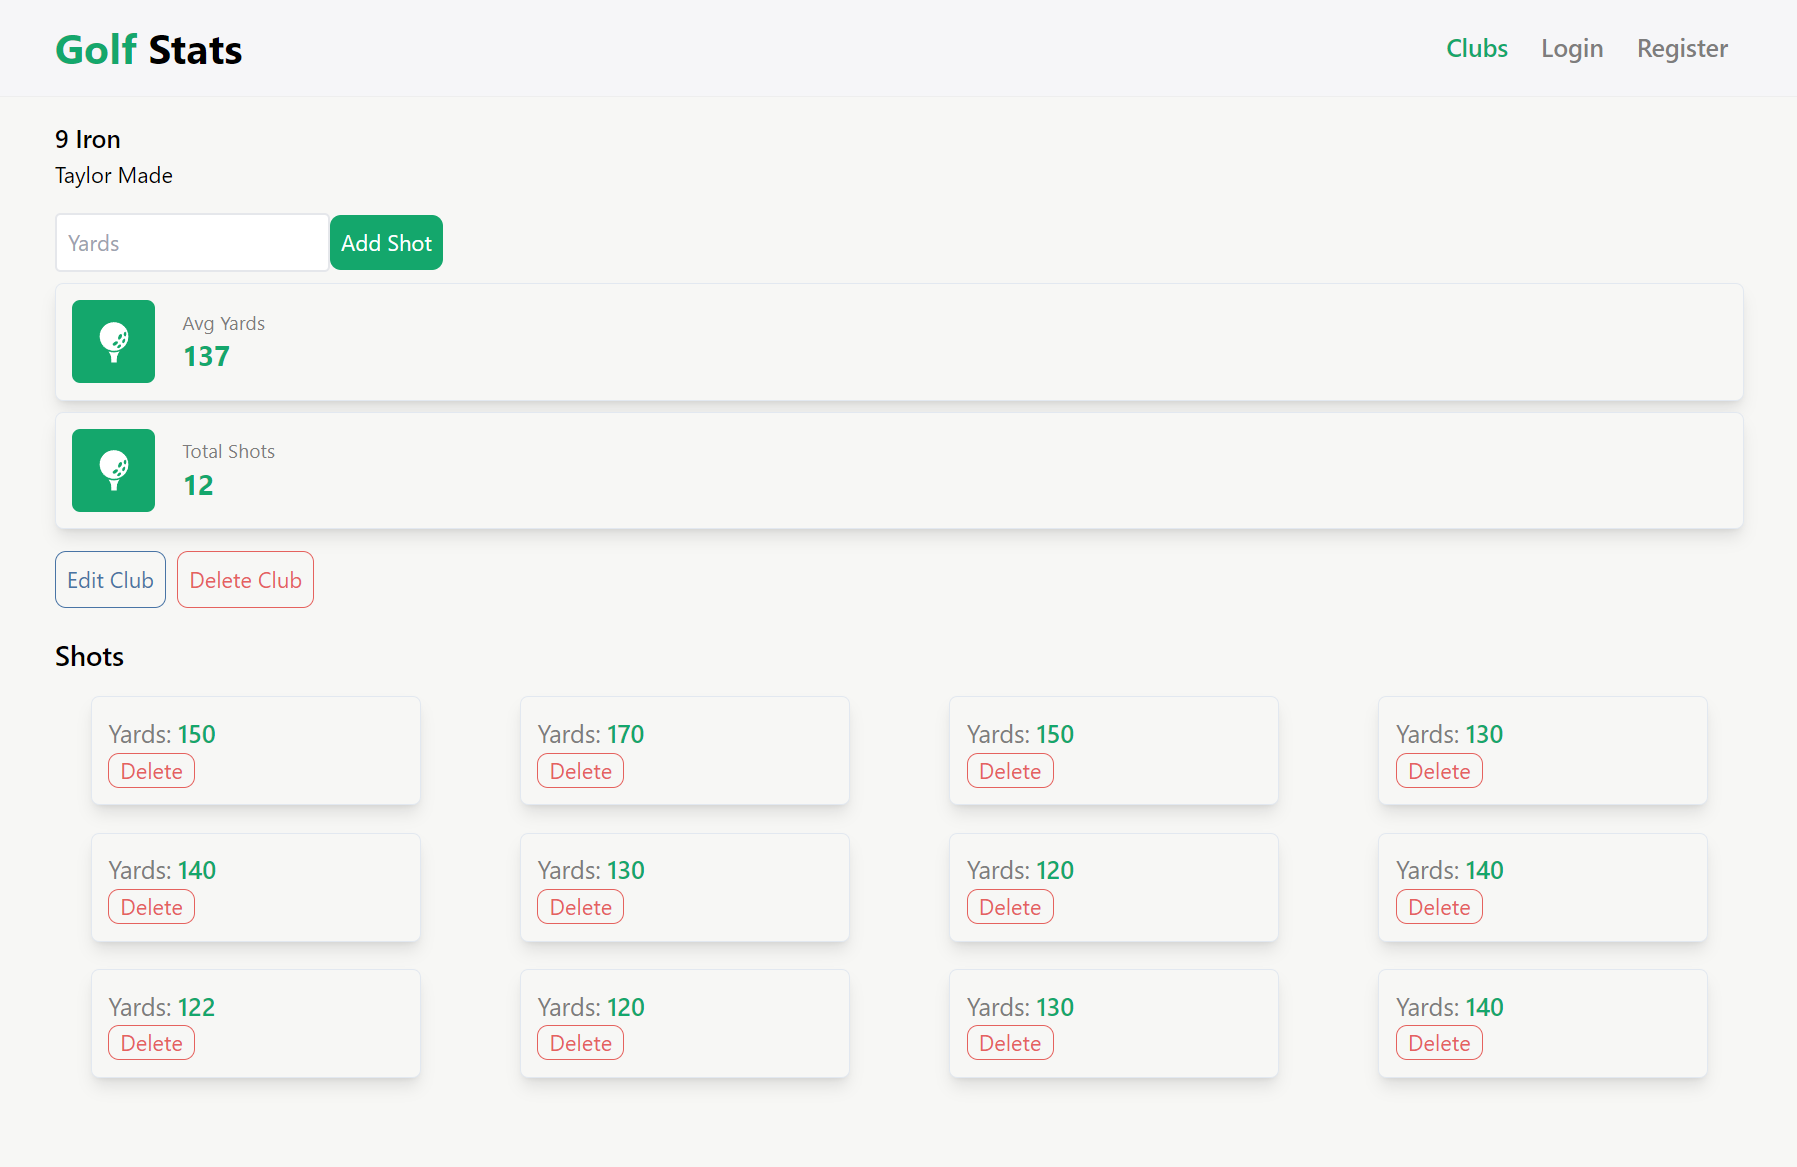 Golf Stats
Clubs Login Register
9 Iron
Taylor Made
Yards
Add Shot
Avg Yards
137
Total Shots
12
Edit Club
Delete Club
Shots
Yards: 150
Delete
Yards: 170
Delete
Yards: 150
Delete
Yards: 130
Delete
Yards: 140
Delete
Yards: 130
Delete
Yards: 120
Delete
Yards: 140
Delete
Yards: 122
Delete
Yards: 120
Delete
Yards: 130
Delete
Yards: 140
Delete